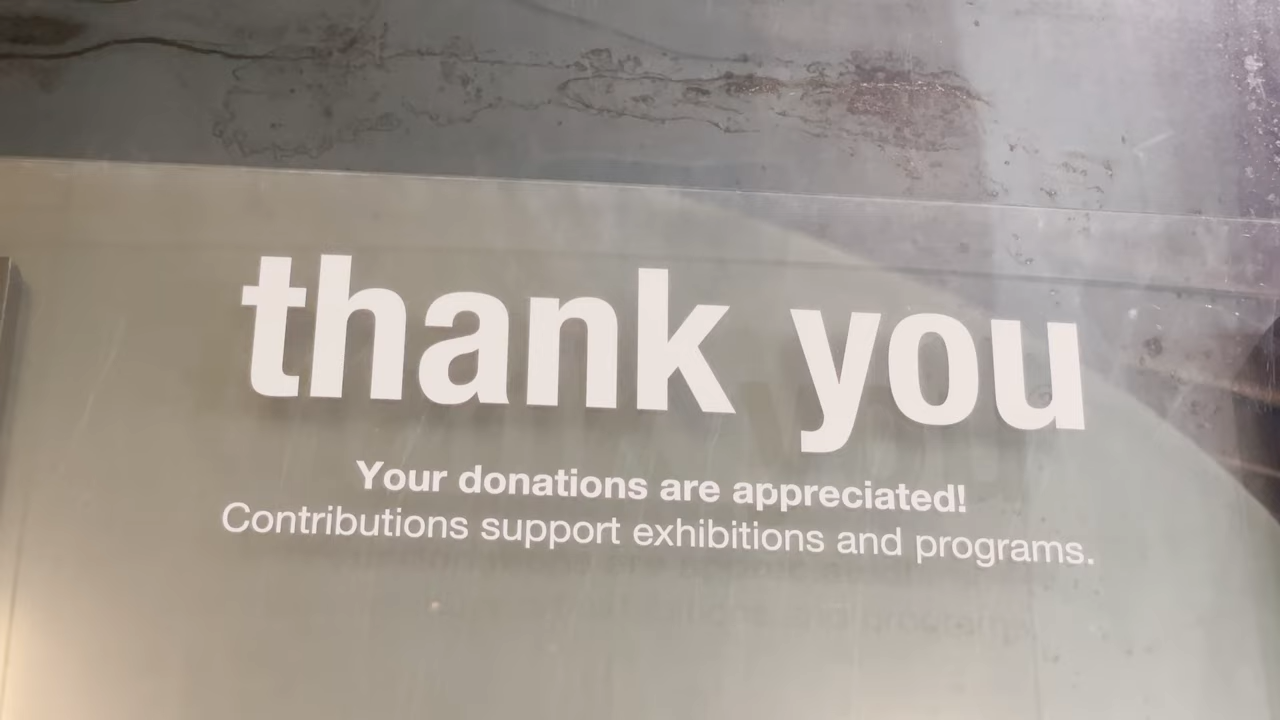 thank you
Your donations are appreciated!
Contributions support exhibitions and programs.